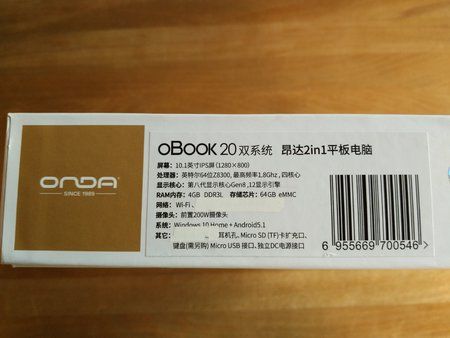 ONDA
SINCE 1989
oBook 20 双系统 昂达2in1平板电脑
屏幕：10.1英寸IPS屏(1280×800)
处理器：英特尔64位Z8300，最高频率1.8Ghz，四核心
显示核心：第八代显示核心Gen8，12显示引擎
RAM内存：4GB DDR3L 存储芯片：64GB eMMC
网络：Wi-Fi、
摄像头：前置200W摄像头
系统：Windows 10 Home + Android5.1
其它： 耳机孔、Micro SD (TF)卡扩充口、
键盘(需另购) Micro USB 接口、独立DC电源接口
6 955669 700546